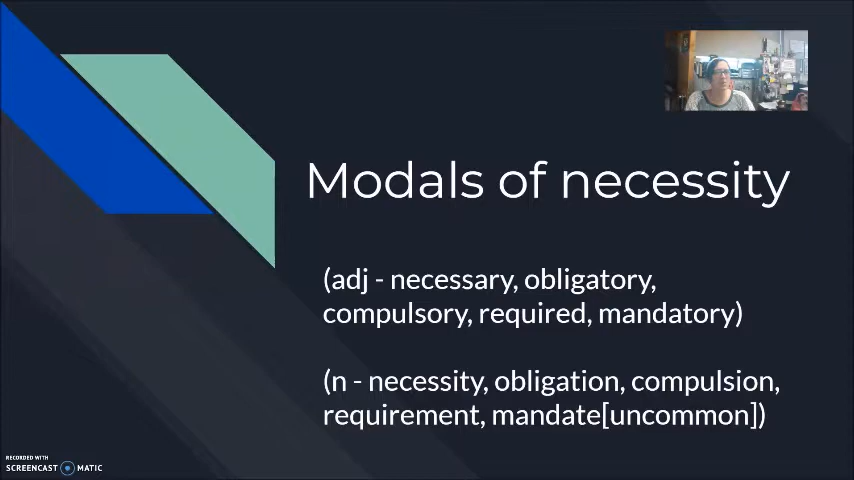 Modals of necessity
(adj - necessary, obligatory,
compulsory, required, mandatory)
(n - necessity, obligation, compulsion,
requirement, mandate[uncommon])
RECORDED WITH
SCREENCAST MATIC